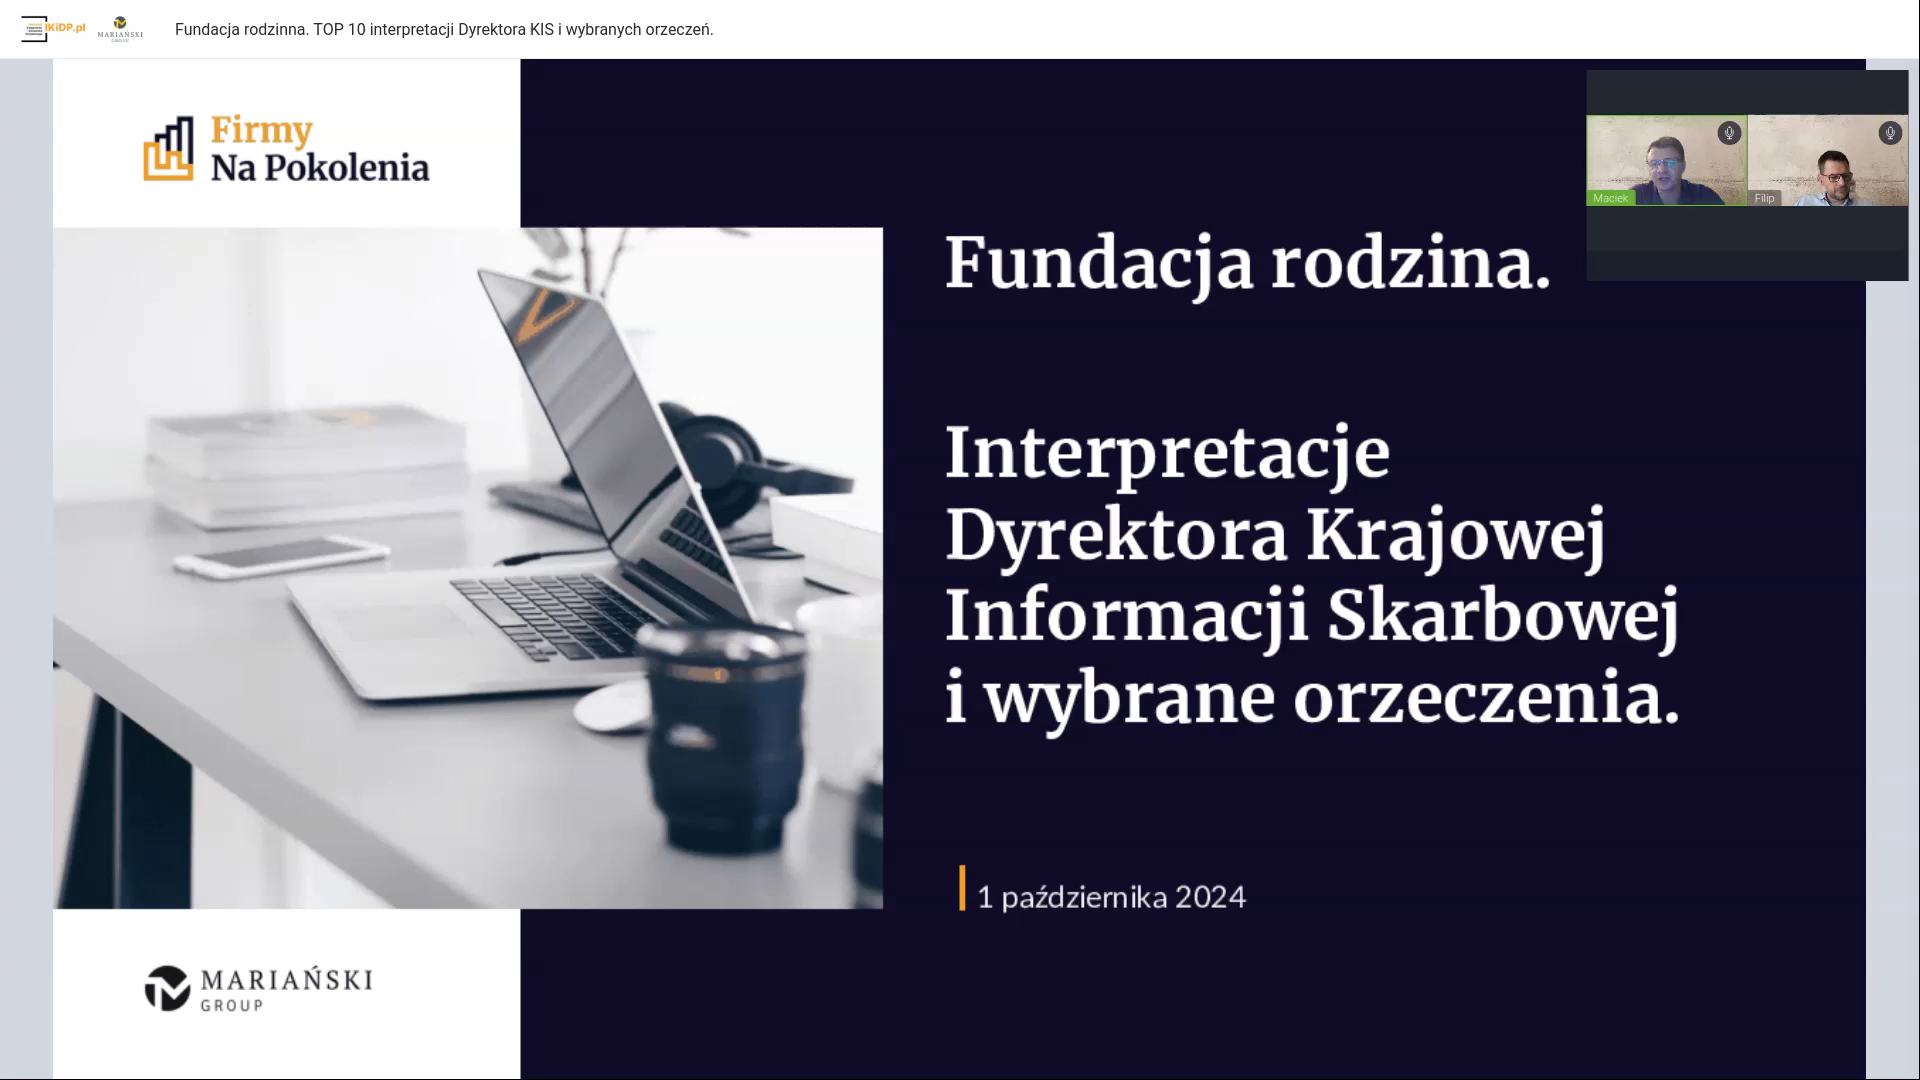 IKiDP.pl
MARIAŃSKI
GROUP
Fundacja rodzinna. TOP 10 interpretacji Dyrektora KIS i wybranych orzeczeń.
Firmy
Na Pokolenia
Maciek
Filip
Fundacja rodzina.
Interpretacje
Dyrektora Krajowej
Informacji Skarbowej
i wybrane orzeczenia.
1 października 2024
MARIAŃSKI
GROUP